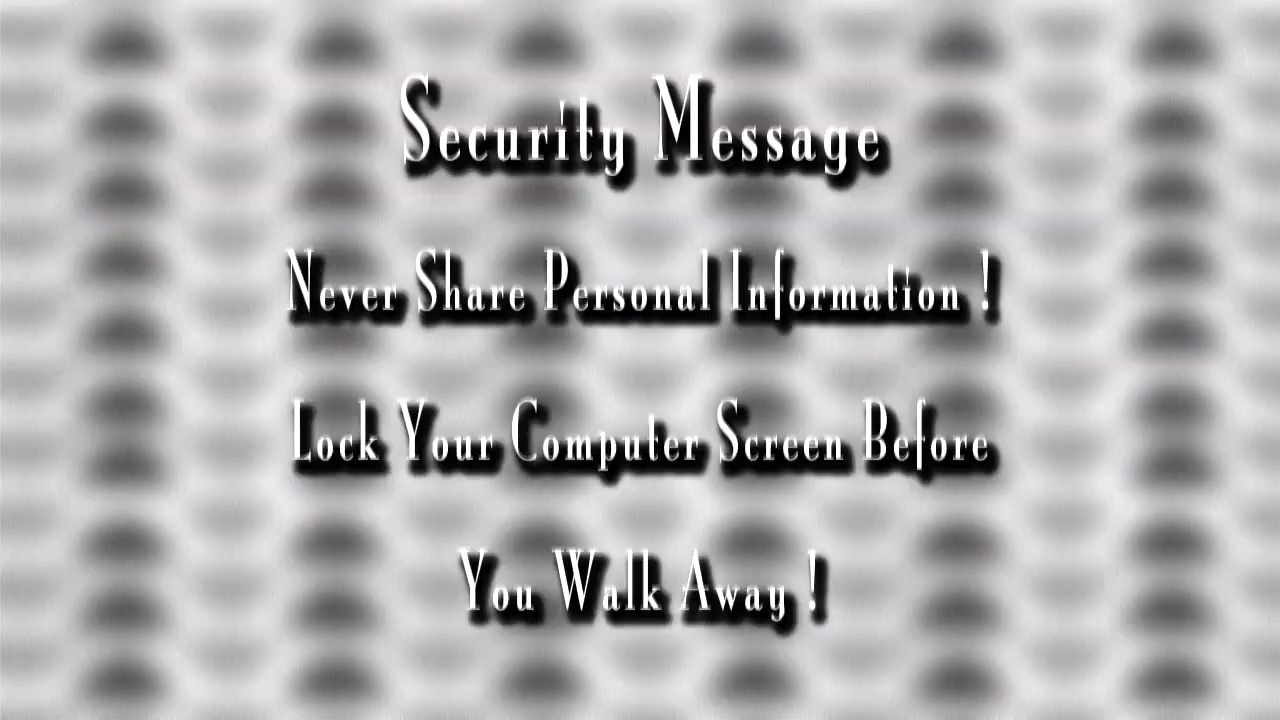 Security Message
Never Share Personal Information !
Lock Your Computer Screen Before
You Walk Away !